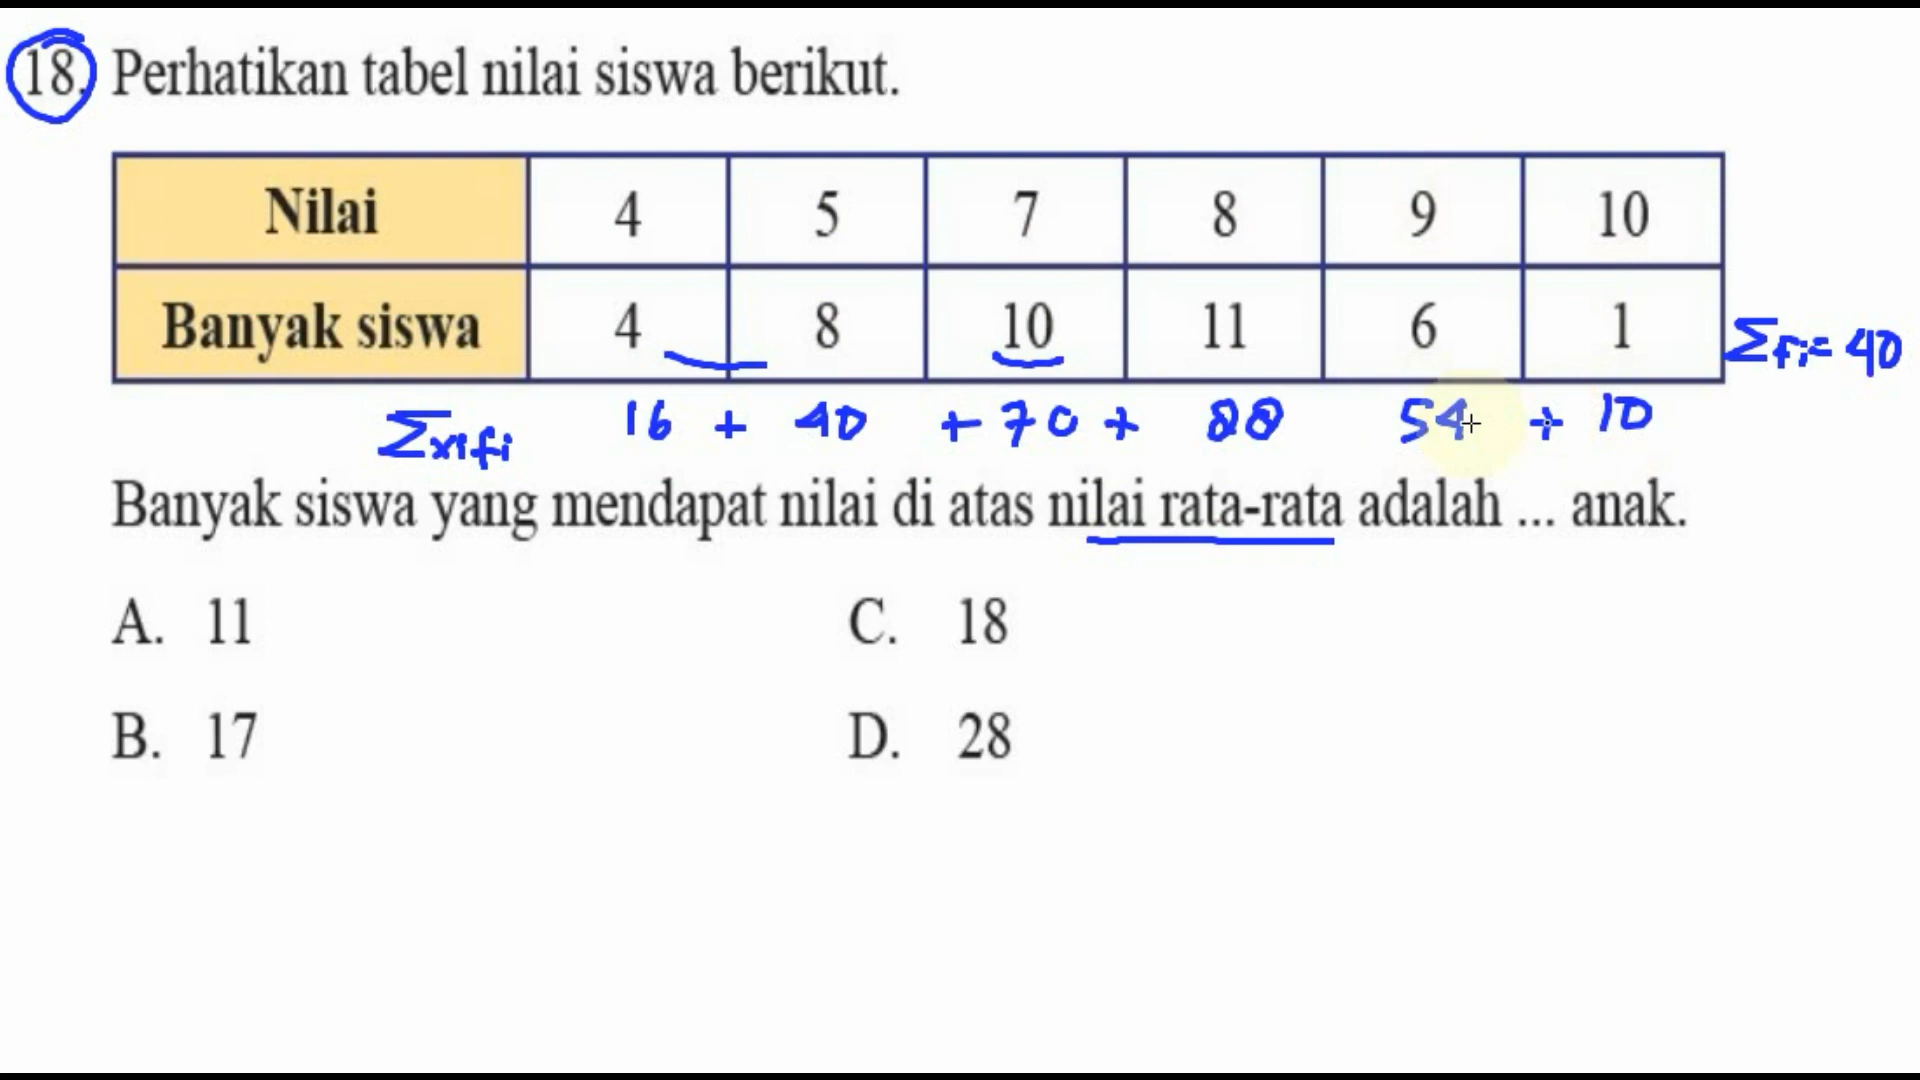 18. Perhatikan tabel nilai siswa berikut.
Nilai 4 5 7 8 9 10
Banyak siswa 4 8 10 11 6 1
Σfi = 40
Σxifi 16 + 40 + 70 + 88 54 + 10
Banyak siswa yang mendapat nilai di atas nilai rata-rata adalah ... anak.
A. 11 C. 18
B. 17 D. 28